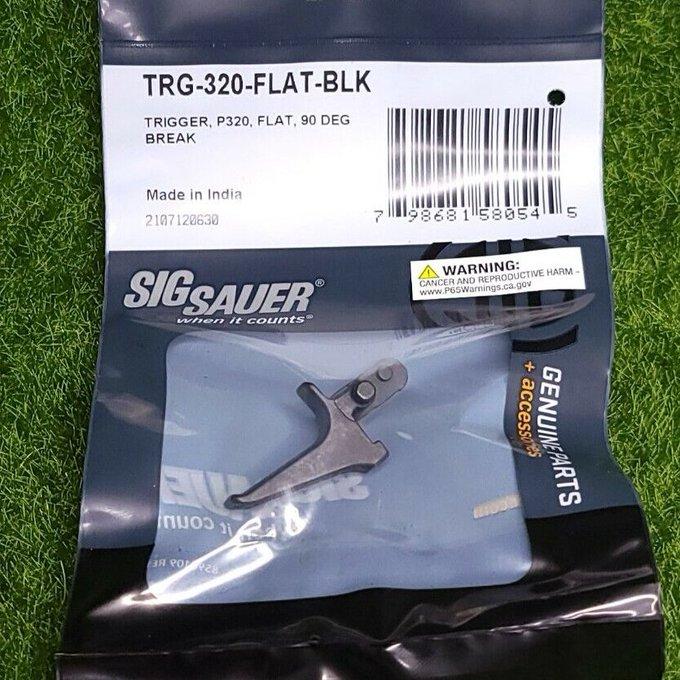 TRG-320-FLAT-BLK
TRIGGER, P320, FLAT, 90 DEG
BREAK
Made in India
2107120630
7 98681 58054 5
WARNING:
CANCER AND REPRODUCTIVE HARM -
www.P65Warnings.ca.gov
SIG SAUER®
when it counts®
GENUINE PARTS
+ accessories